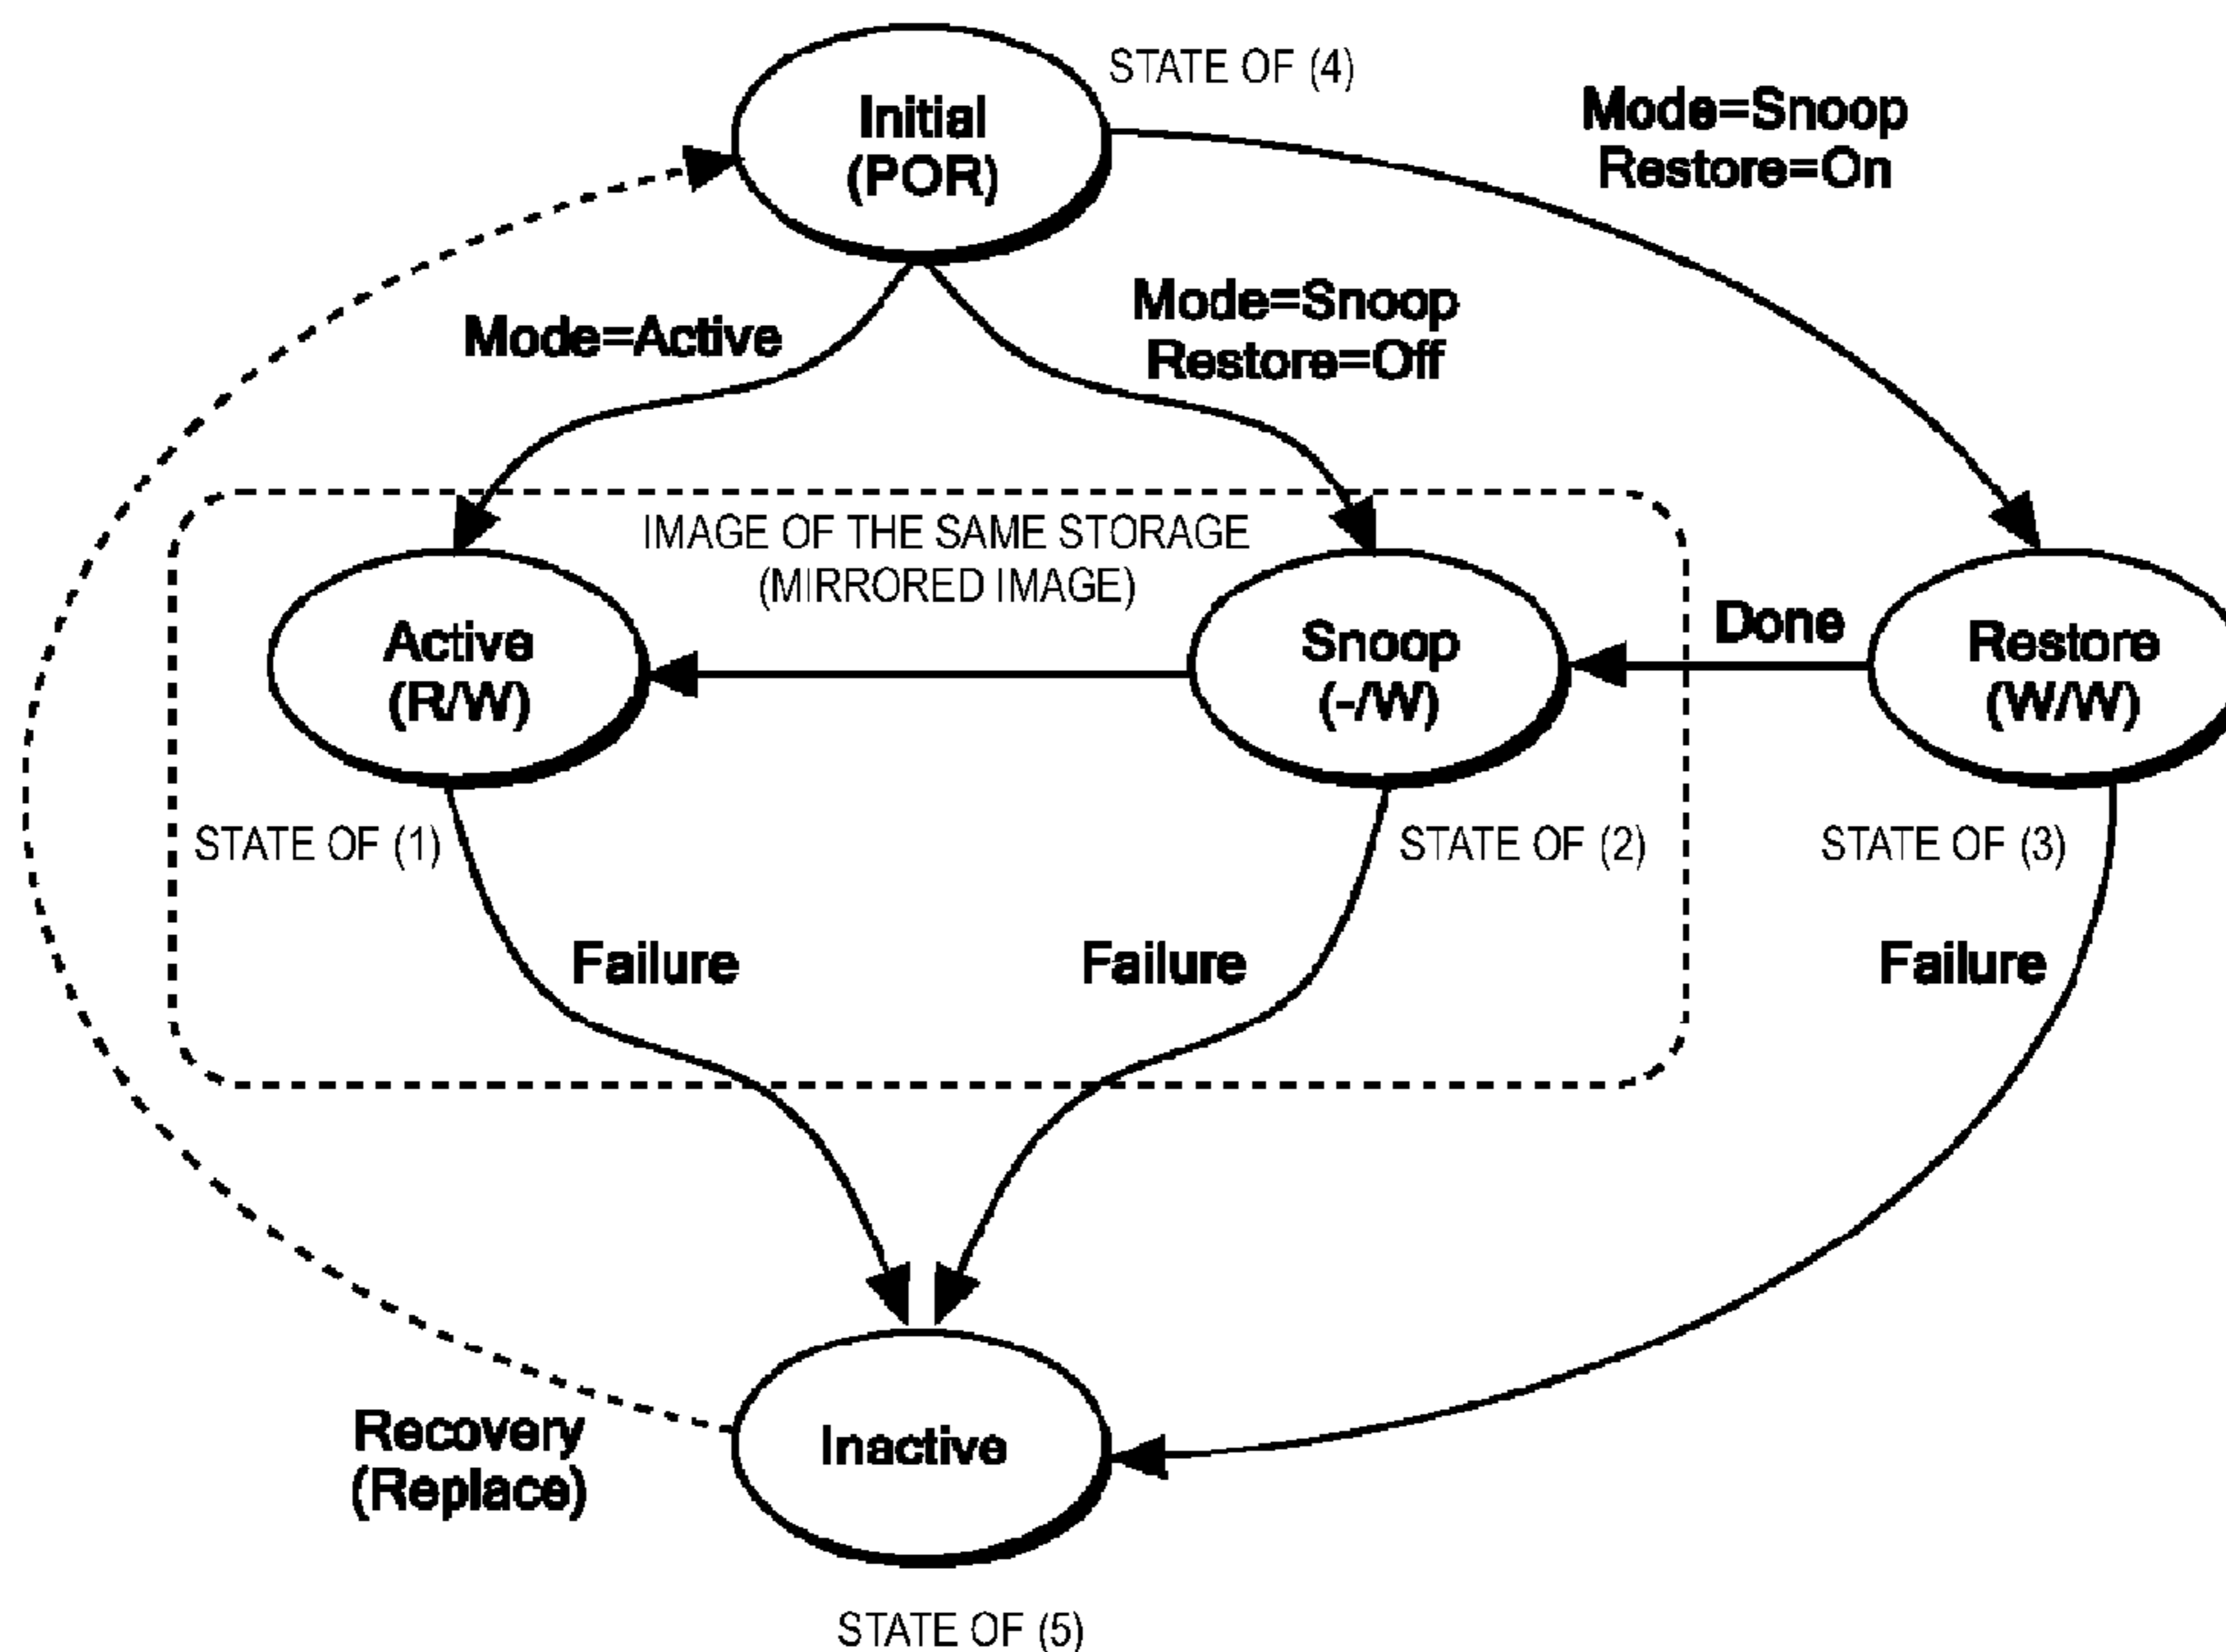 STATE OF (4)
Initial
(POR)
Mode=Snoop
Restore=On
Mode=Active
Mode=Snoop
Restore=Off
IMAGE OF THE SAME STORAGE
(MIRRORED IMAGE)
Active
(R/W)
Snoop
(-/W)
Done
Restore
(W/W)
STATE OF (1)
STATE OF (2)
STATE OF (3)
Failure
Failure
Failure
Recovery
(Replace)
Inactive
STATE OF (5)